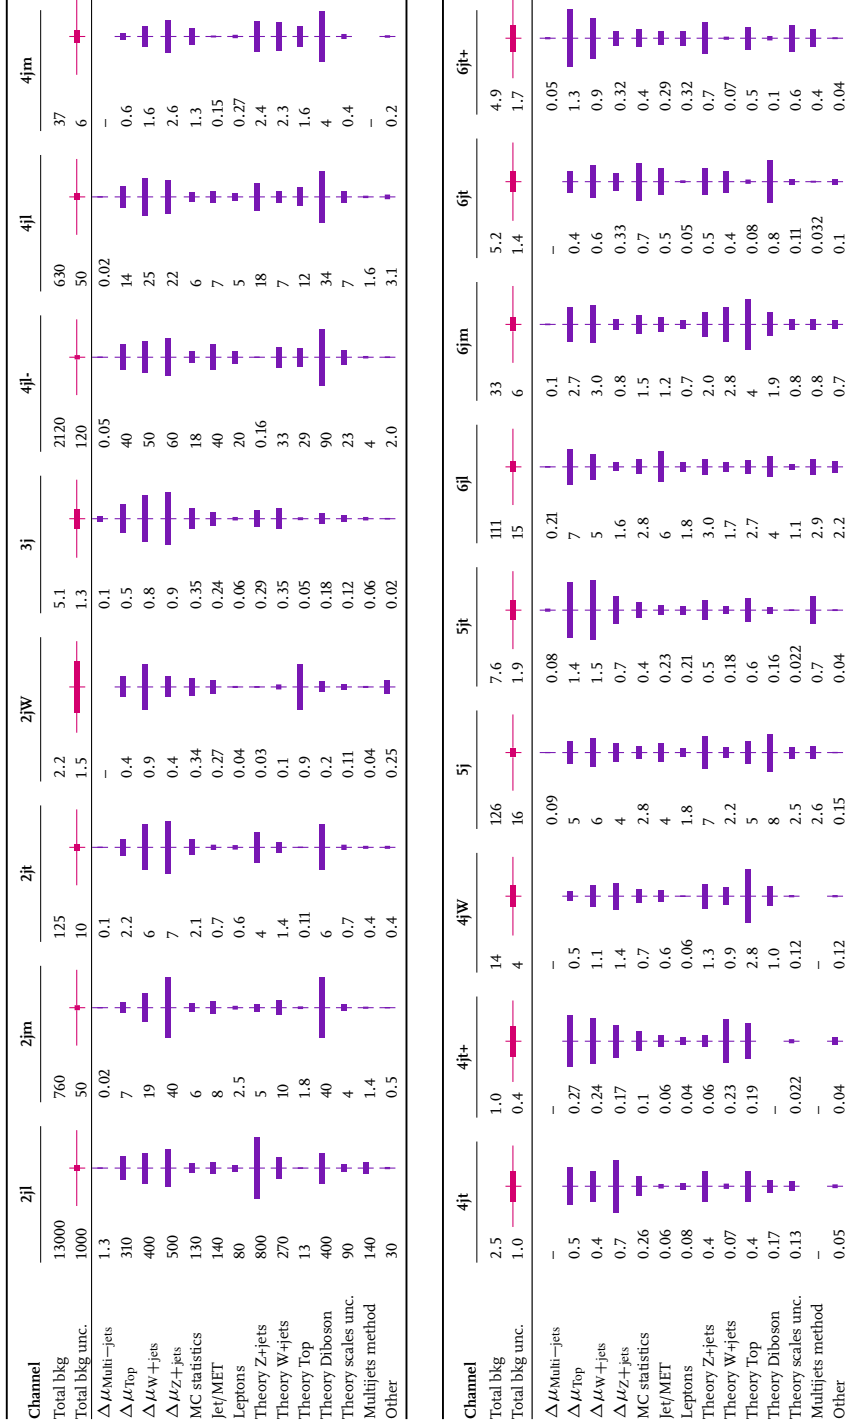 Channel 2jl 2jm 2jt 2jW 3j 4jl- 4jl 4jm
Total bkg 13000 760 125 2.2 5.1 2120 630 37
Total bkg unc. 1000 50 10 1.5 1.3 120 50 6
Δ μMulti−jets 1.3 0.02 0.1 – 0.1 0.05 0.02 –
Δ μTop 310 7 2.2 0.4 0.5 40 14 0.6
Δ μW+jets 400 19 6 0.9 0.8 50 25 1.6
Δ μZ+jets 500 40 7 0.4 0.9 60 22 2.6
MC statistics 130 6 2.1 0.34 0.35 18 6 1.3
Jet/MET 140 8 0.7 0.27 0.24 40 7 0.15
Leptons 80 2.5 0.6 0.04 0.06 20 5 0.27
Theory Z+jets 800 5 4 0.03 0.29 0.16 18 2.4
Theory W+jets 270 10 1.4 0.1 0.35 33 7 2.3
Theory Top 13 1.8 0.11 0.9 0.05 29 12 1.6
Theory Diboson 400 40 6 0.2 0.18 90 34 4
Theory scales unc. 90 4 0.7 0.11 0.12 23 7 0.4
Multijets method 140 1.4 0.4 0.04 0.06 4 1.6 –
Other 30 0.5 0.4 0.25 0.02 2.0 3.1 0.2
Channel 4jt 4jt+ 4jW 5j 5jt 6jl 6jm 6jt 6jt+
Total bkg 2.5 1.0 14 126 7.6 111 33 5.2 4.9
Total bkg unc. 1.0 0.4 4 16 1.9 15 6 1.4 1.7
Δ μMulti−jets – – – 0.09 0.08 0.21 0.1 – 0.05
Δ μTop 0.5 0.27 0.5 5 1.4 7 2.7 0.4 1.3
Δ μW+jets 0.4 0.24 1.1 6 1.5 5 3.0 0.6 0.9
Δ μZ+jets 0.7 0.17 1.4 4 0.7 1.6 0.8 0.33 0.32
MC statistics 0.26 0.1 0.7 2.8 0.4 2.8 1.5 0.7 0.4
Jet/MET 0.06 0.06 0.6 4 0.23 6 1.2 0.5 0.29
Leptons 0.08 0.04 0.06 1.8 0.21 1.8 0.7 0.05 0.32
Theory Z+jets 0.4 0.06 1.3 7 0.5 3.0 2.0 0.5 0.7
Theory W+jets 0.07 0.23 0.9 2.2 0.18 1.7 2.8 0.4 0.07
Theory Top 0.4 0.19 2.8 5 0.6 2.7 4 0.08 0.5
Theory Diboson 0.17 – 1.0 8 0.16 4 1.9 0.8 0.1
Theory scales unc. 0.13 0.022 0.12 2.5 0.022 1.1 0.8 0.11 0.6
Multijets method – – – 2.6 0.7 2.9 0.8 0.032 0.4
Other 0.05 0.04 0.12 0.15 0.04 2.2 0.7 0.1 0.04